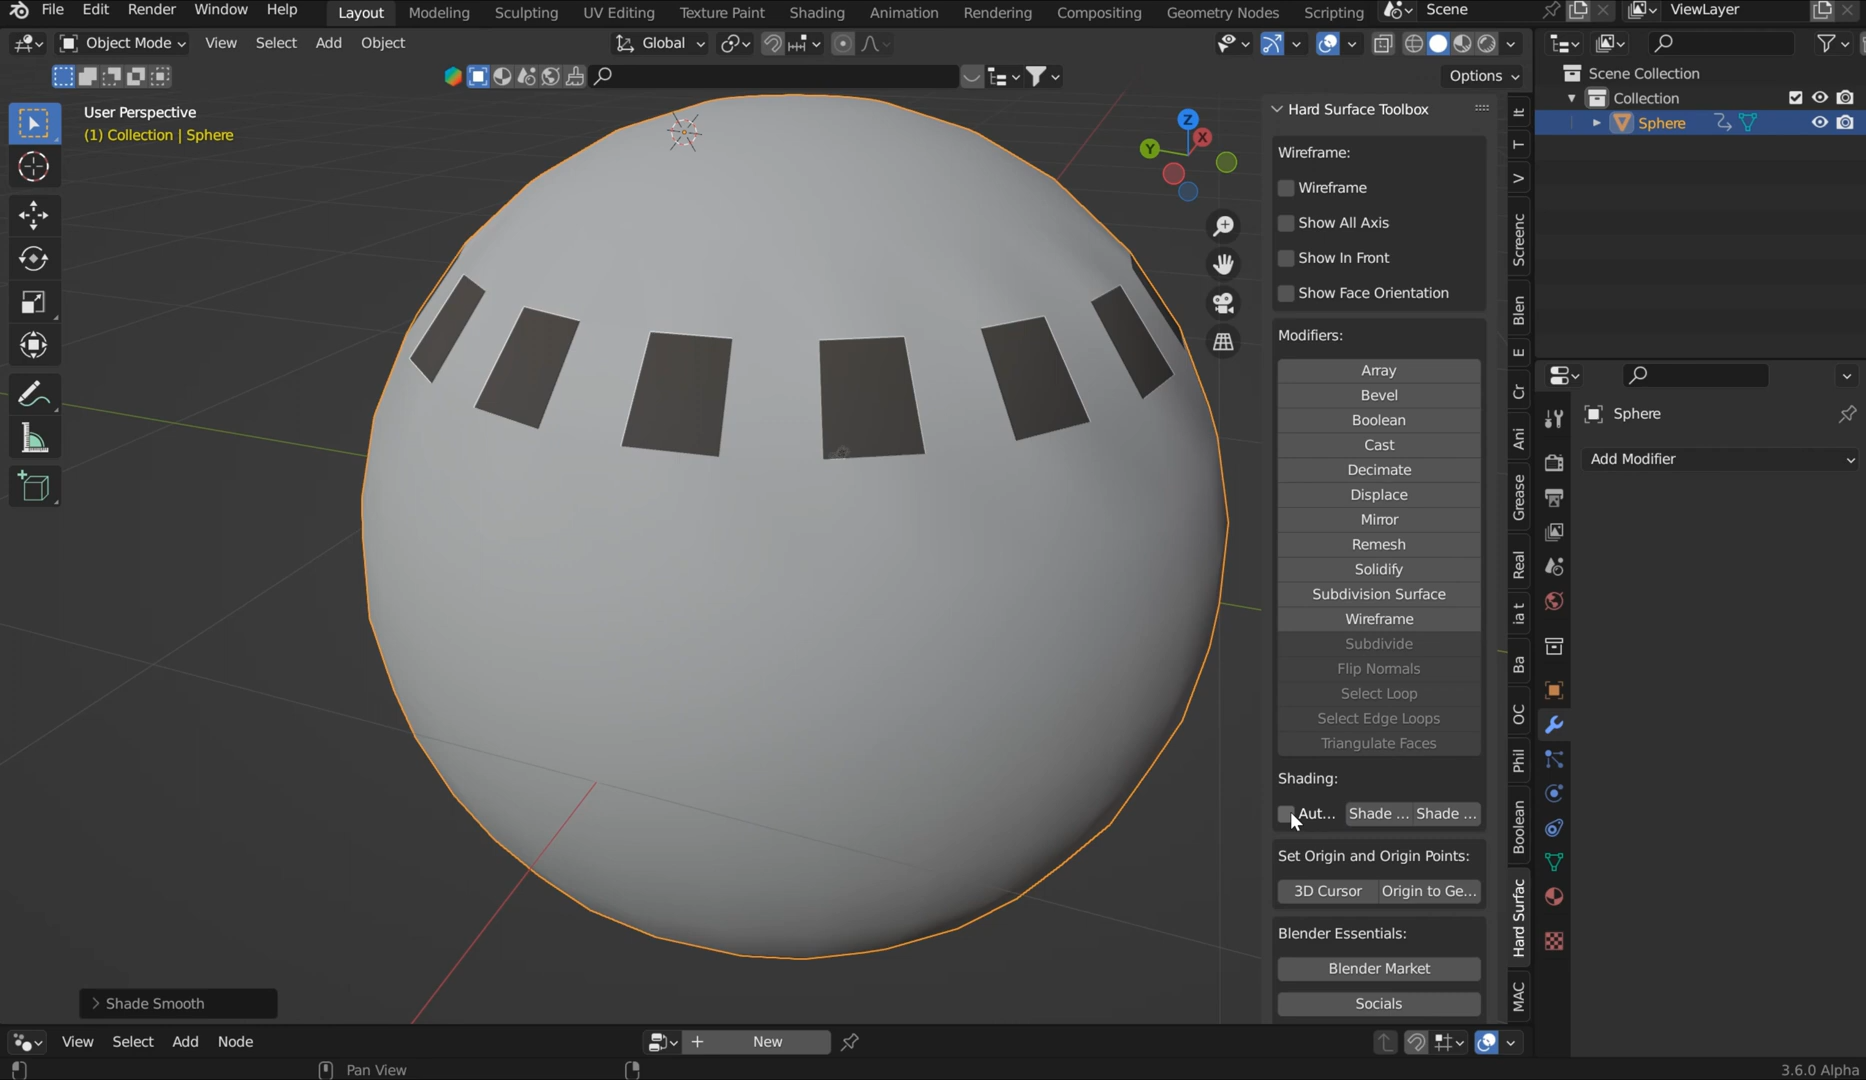 File Edit Render Window Help Layout Modeling Sculpting UV Editing Texture Paint Shading Animation Rendering Compositing Geometry Nodes Scripting Scene ViewLayer
Object Mode View Select Add Object Global
Options
User Perspective
(1) Collection | Sphere
Z
X
Y
Hard Surface Toolbox
Wireframe:
Wireframe
Show All Axis
Show In Front
Show Face Orientation
Modifiers:
Array
Bevel
Boolean
Cast
Decimate
Displace
Mirror
Remesh
Solidify
Subdivision Surface
Wireframe
Subdivide
Flip Normals
Select Loop
Select Edge Loops
Triangulate Faces
Shading:
Aut... Shade ... Shade ...
Set Origin and Origin Points:
3D Cursor Origin to Ge...
Blender Essentials:
Blender Market
Socials
It
T
V
Screenc
Blen
E
Cr
Ani
Grease
Real
ia t
Ba
OC
Phil
Boolean
Hard Surfac
MAC
Scene Collection
Collection
Sphere
Sphere
Add Modifier
Shade Smooth
View Select Add Node New
Pan View
3.6.0 Alpha